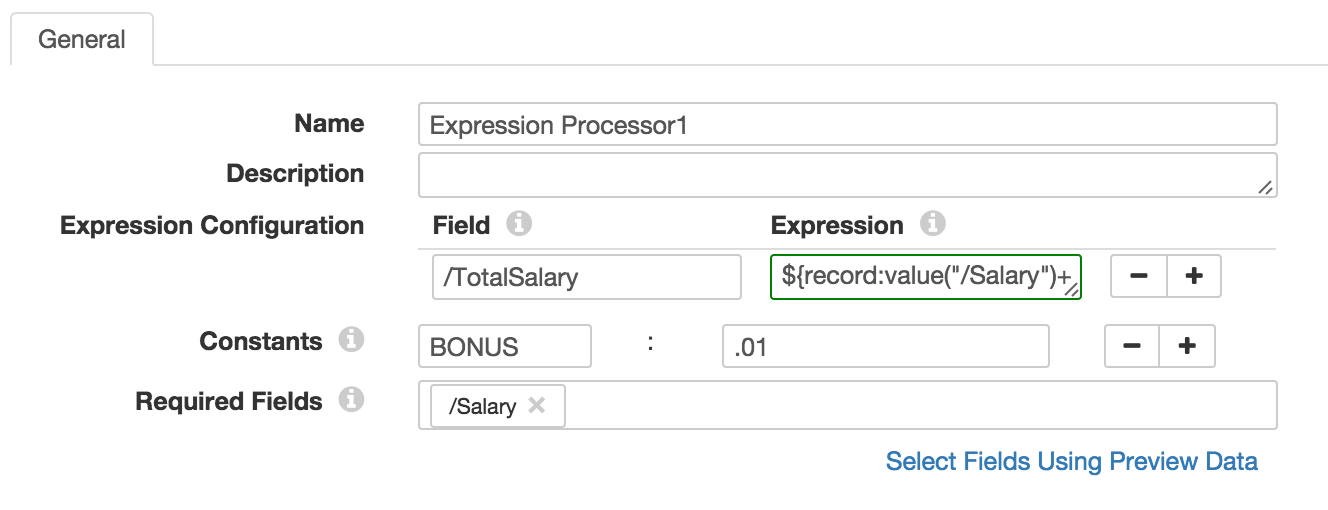 General
Name Expression Processor1
Description
Expression Configuration Field Expression
/TotalSalary ${record:value("/Salary")+
Constants BONUS : .01
Required Fields /Salary
Select Fields Using Preview Data